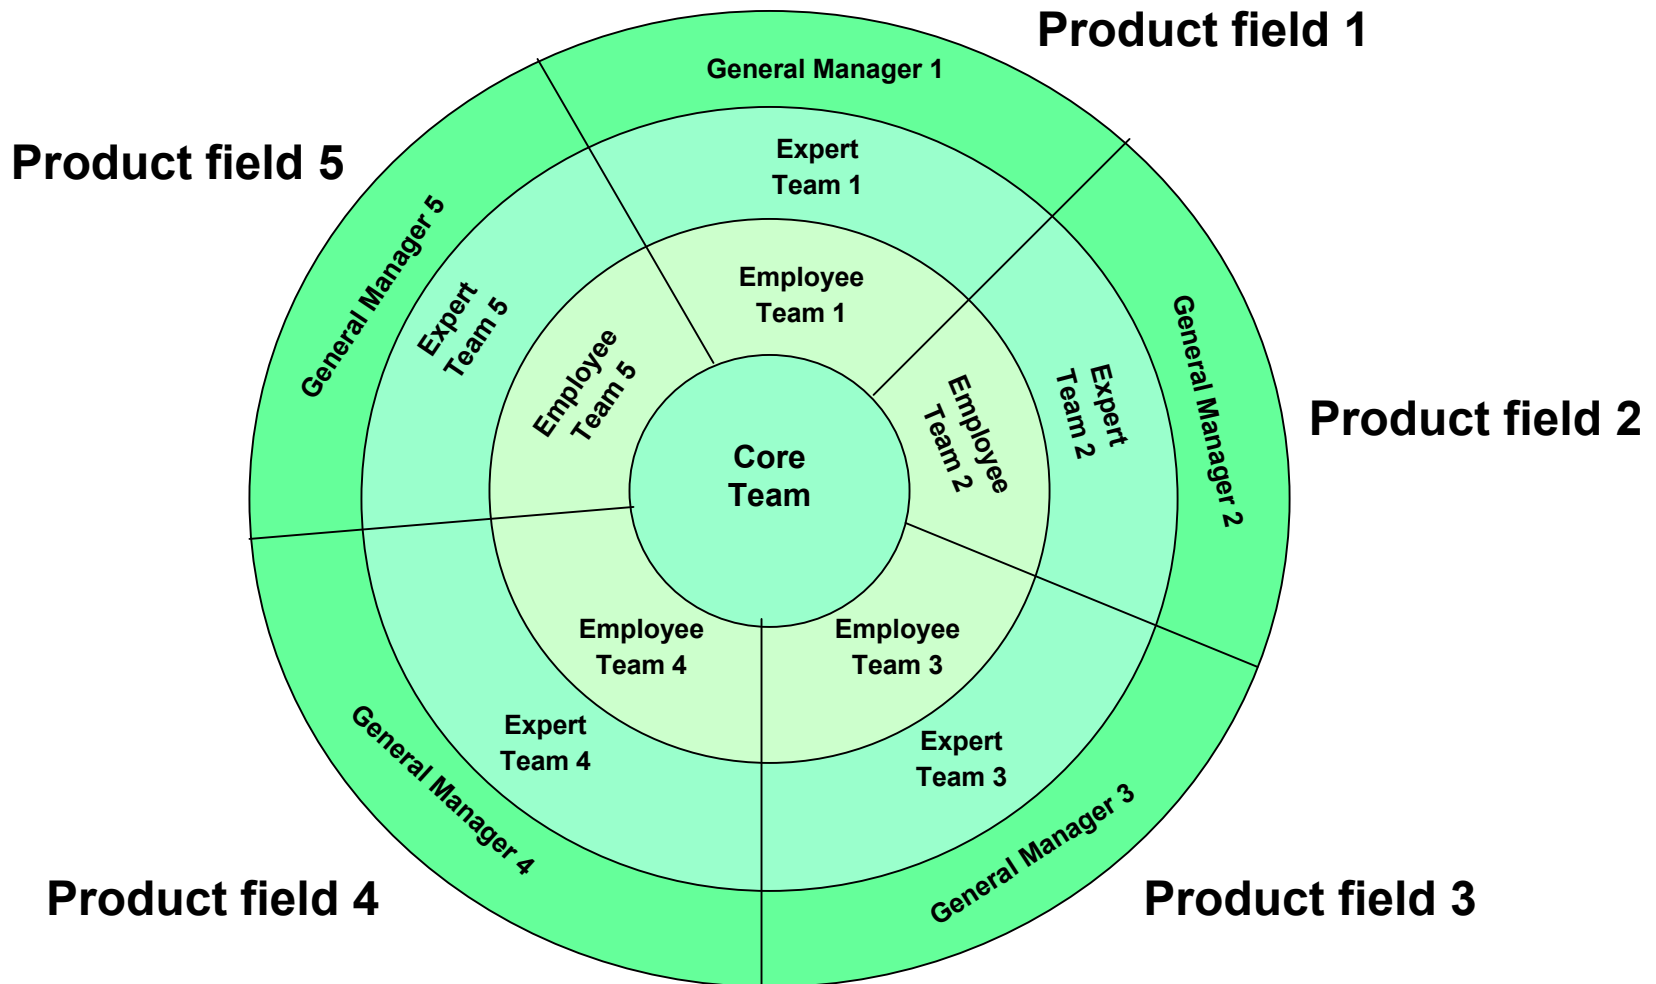 Product field 1
General Manager 1
Expert
Team 1
Employee
Team 1
Product field 2
General Manager 2
Expert
Team 2
Employee
Team 2
Product field 3
General Manager 3
Expert
Team 3
Employee
Team 3
Product field 4
General Manager 4
Expert
Team 4
Employee
Team 4
Product field 5
General Manager 5
Expert
Team 5
Employee
Team 5
Core
Team